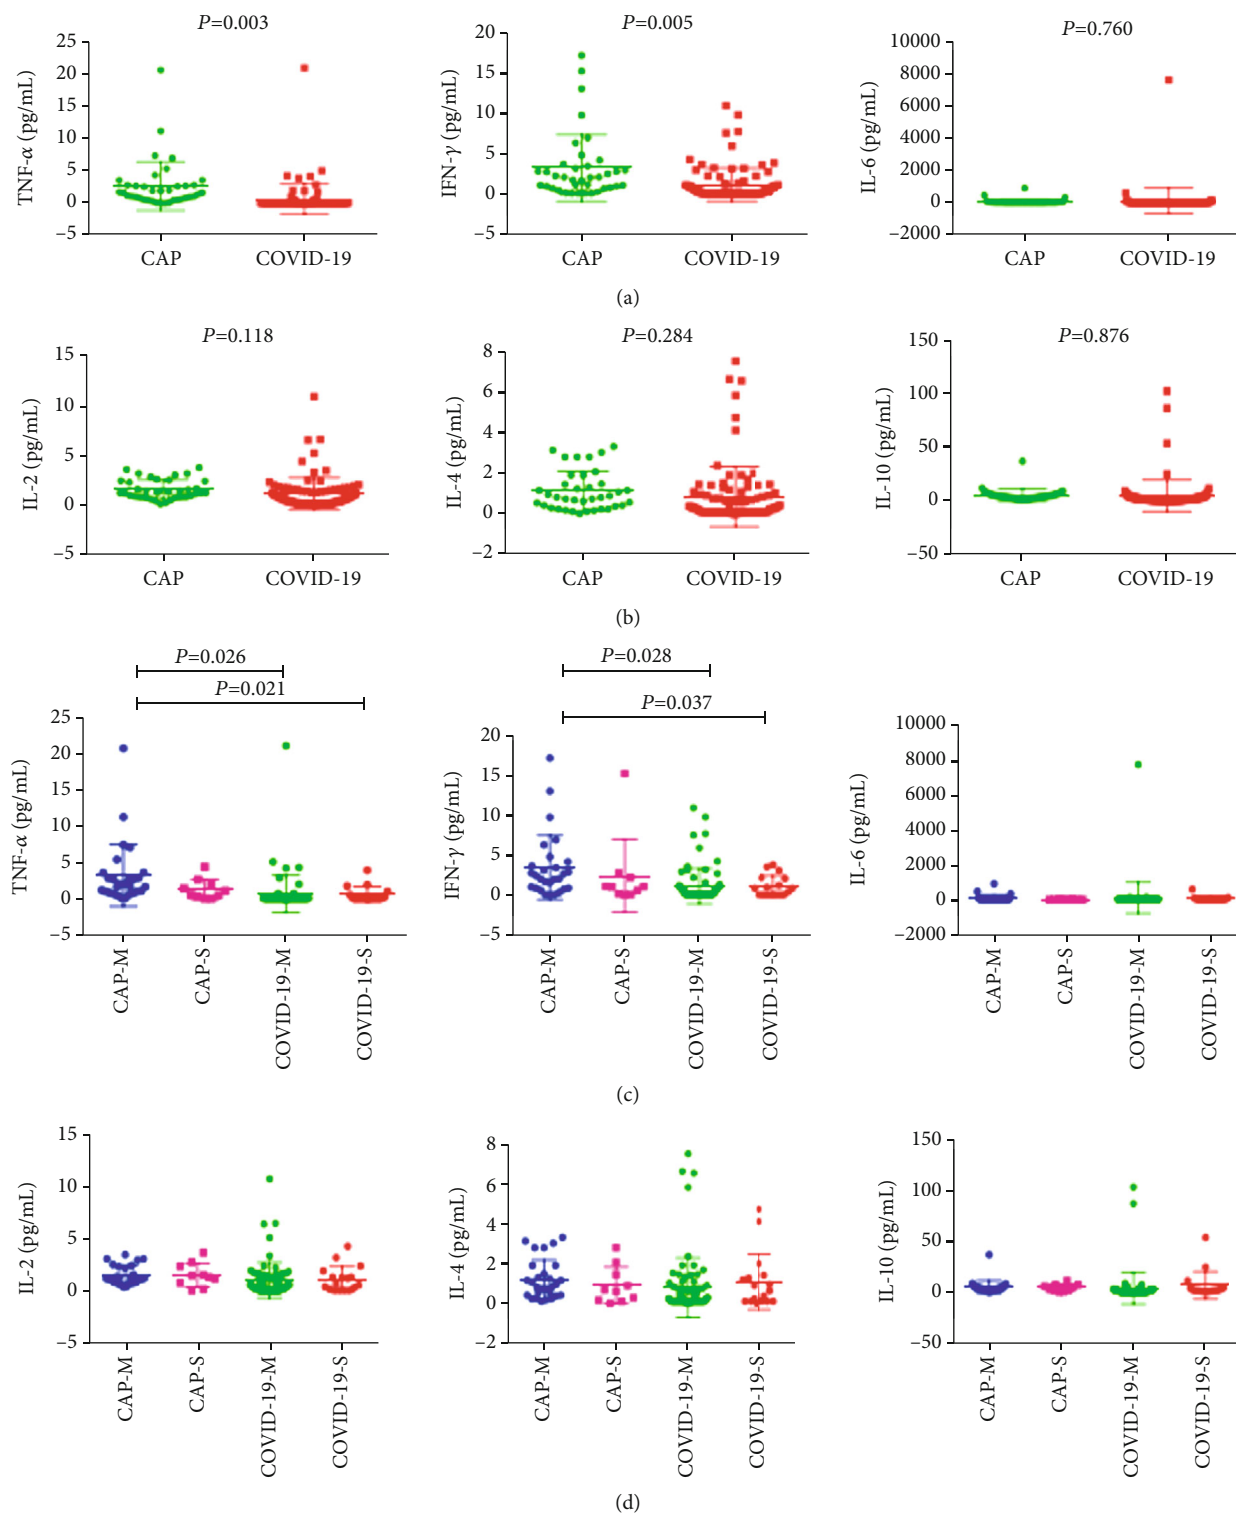 P=0.003
25
20
15
10
5
0
–5
TNF-α (pg/mL)
CAP
COVID-19
P=0.005
20
15
10
5
0
–5
IFN-γ (pg/mL)
CAP
COVID-19
P=0.760
10000
8000
6000
4000
2000
0
–2000
IL-6 (pg/mL)
CAP
COVID-19
(a)
P=0.118
15
10
5
0
–5
IL-2 (pg/mL)
CAP
COVID-19
P=0.284
8
6
4
2
0
–2
IL-4 (pg/mL)
CAP
COVID-19
P=0.876
150
100
50
0
–50
IL-10 (pg/mL)
CAP
COVID-19
(b)
P=0.026
P=0.021
25
20
15
10
5
0
–5
TNF-α (pg/mL)
CAP-M
CAP-S
COVID-19-M
COVID-19-S
P=0.028
P=0.037
20
15
10
5
0
–5
IFN-γ (pg/mL)
CAP-M
CAP-S
COVID-19-M
COVID-19-S
10000
8000
6000
4000
2000
0
–2000
IL-6 (pg/mL)
CAP-M
CAP-S
COVID-19-M
COVID-19-S
(c)
15
10
5
0
–5
IL-2 (pg/mL)
CAP-M
CAP-S
COVID-19-M
COVID-19-S
8
6
4
2
0
–2
IL-4 (pg/mL)
CAP-M
CAP-S
COVID-19-M
COVID-19-S
150
100
50
0
–50
IL-10 (pg/mL)
CAP-M
CAP-S
COVID-19-M
COVID-19-S
(d)